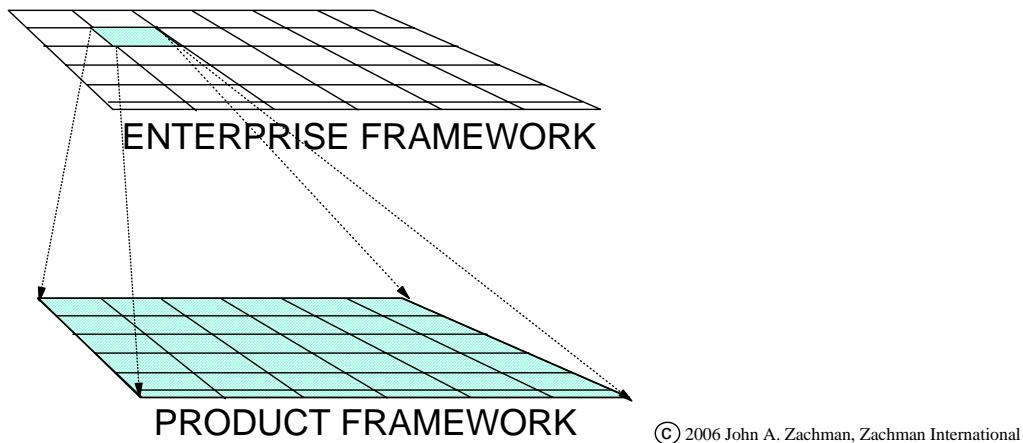 ENTERPRISE FRAMEWORK
PRODUCT FRAMEWORK
© 2006 John A. Zachman, Zachman International